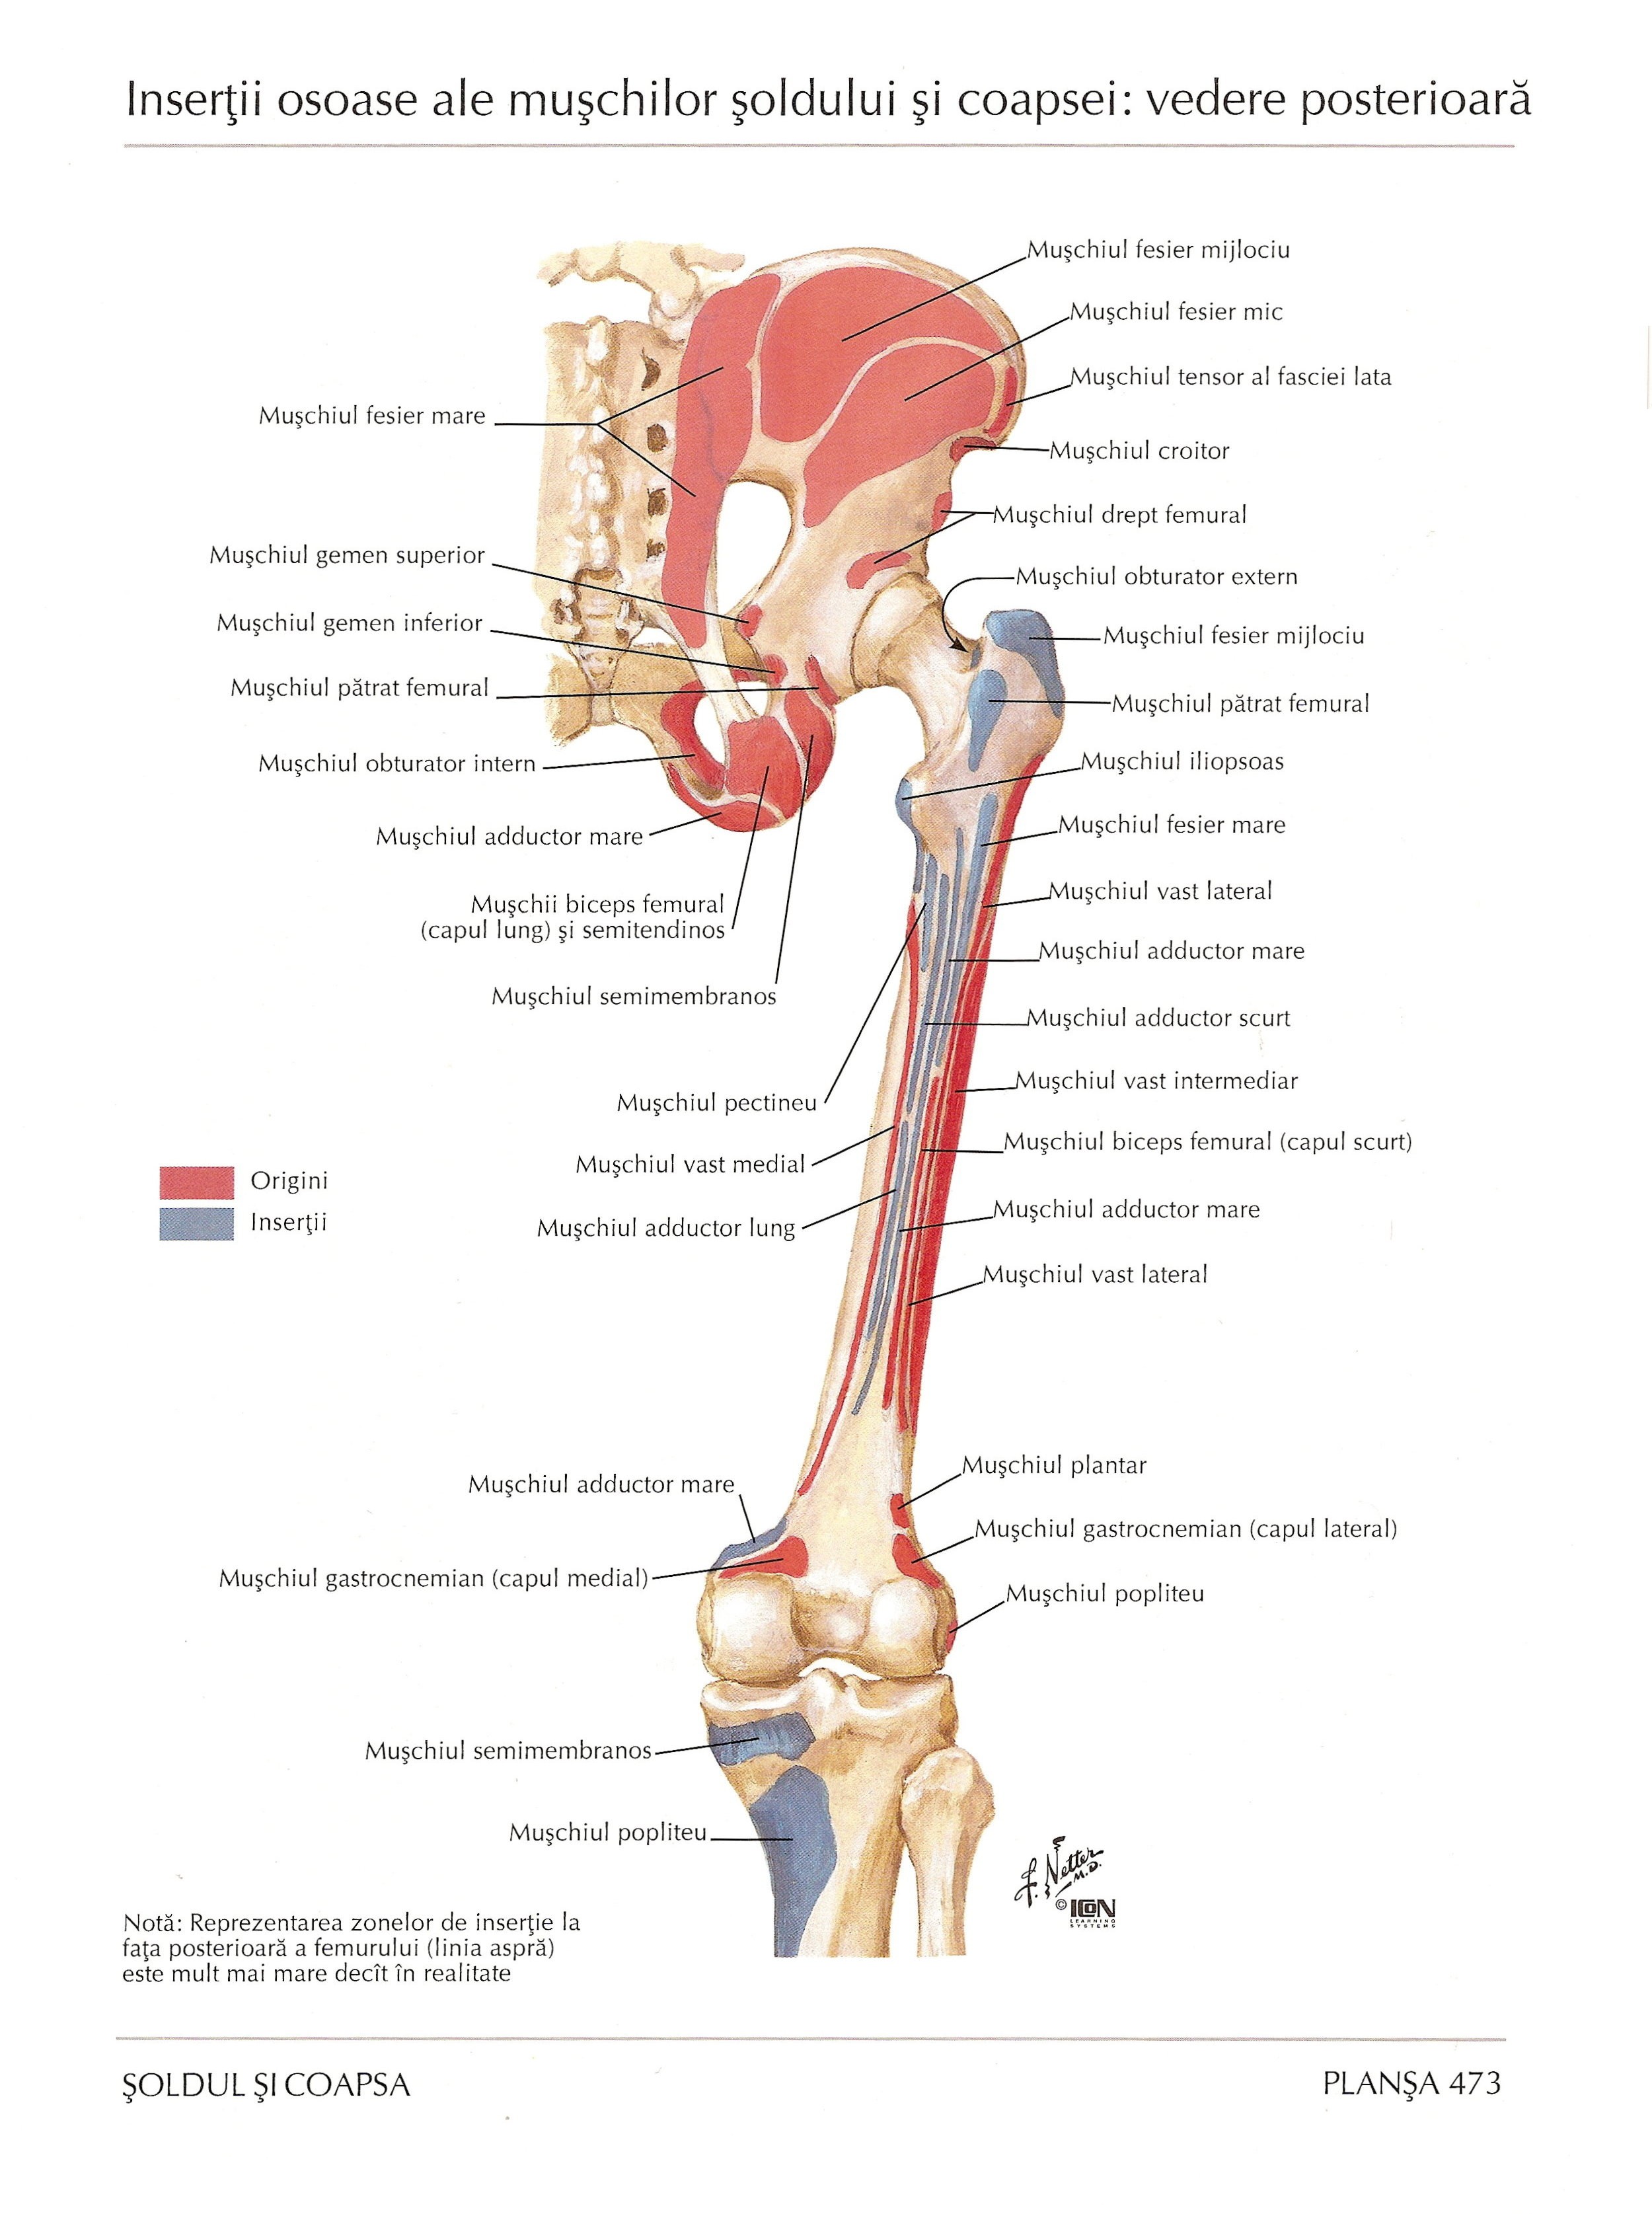 Inserţii osoase ale muşchilor şoldului şi coapsei: vedere posterioară
Muşchiul fesier mijlociu
Muşchiul fesier mic
Muşchiul tensor al fasciei lata
Muşchiul fesier mare
Muşchiul croitor
Muşchiul drept femural
Muşchiul gemen superior
Muşchiul obturator extern
Muşchiul gemen inferior
Muşchiul fesier mijlociu
Muşchiul pătrat femural
Muşchiul pătrat femural
Muşchiul obturator intern
Muşchiul iliopsoas
Muşchiul adductor mare
Muşchiul fesier mare
Muşchii biceps femural
(capul lung) şi semitendinos
Muşchiul vast lateral
Muşchiul adductor mare
Muşchiul semimembranos
Muşchiul adductor scurt
Muşchiul pectineu
Muşchiul vast intermediar
Muşchiul vast medial
Muşchiul biceps femural (capul scurt)
Origini
Inserţii
Muşchiul adductor lung
Muşchiul adductor mare
Muşchiul vast lateral
Muşchiul adductor mare
Muşchiul plantar
Muşchiul gastrocnemian (capul lateral)
Muşchiul gastrocnemian (capul medial)
Muşchiul popliteu
Muşchiul semimembranos
Muşchiul popliteu
F. Netter
M.D.
© ICON
LEARNING
SYSTEMS
Notă: Reprezentarea zonelor de inserţie la
faţa posterioară a femurului (linia aspră)
este mult mai mare decît în realitate
ŞOLDUL ŞI COAPSA
PLANŞA 473